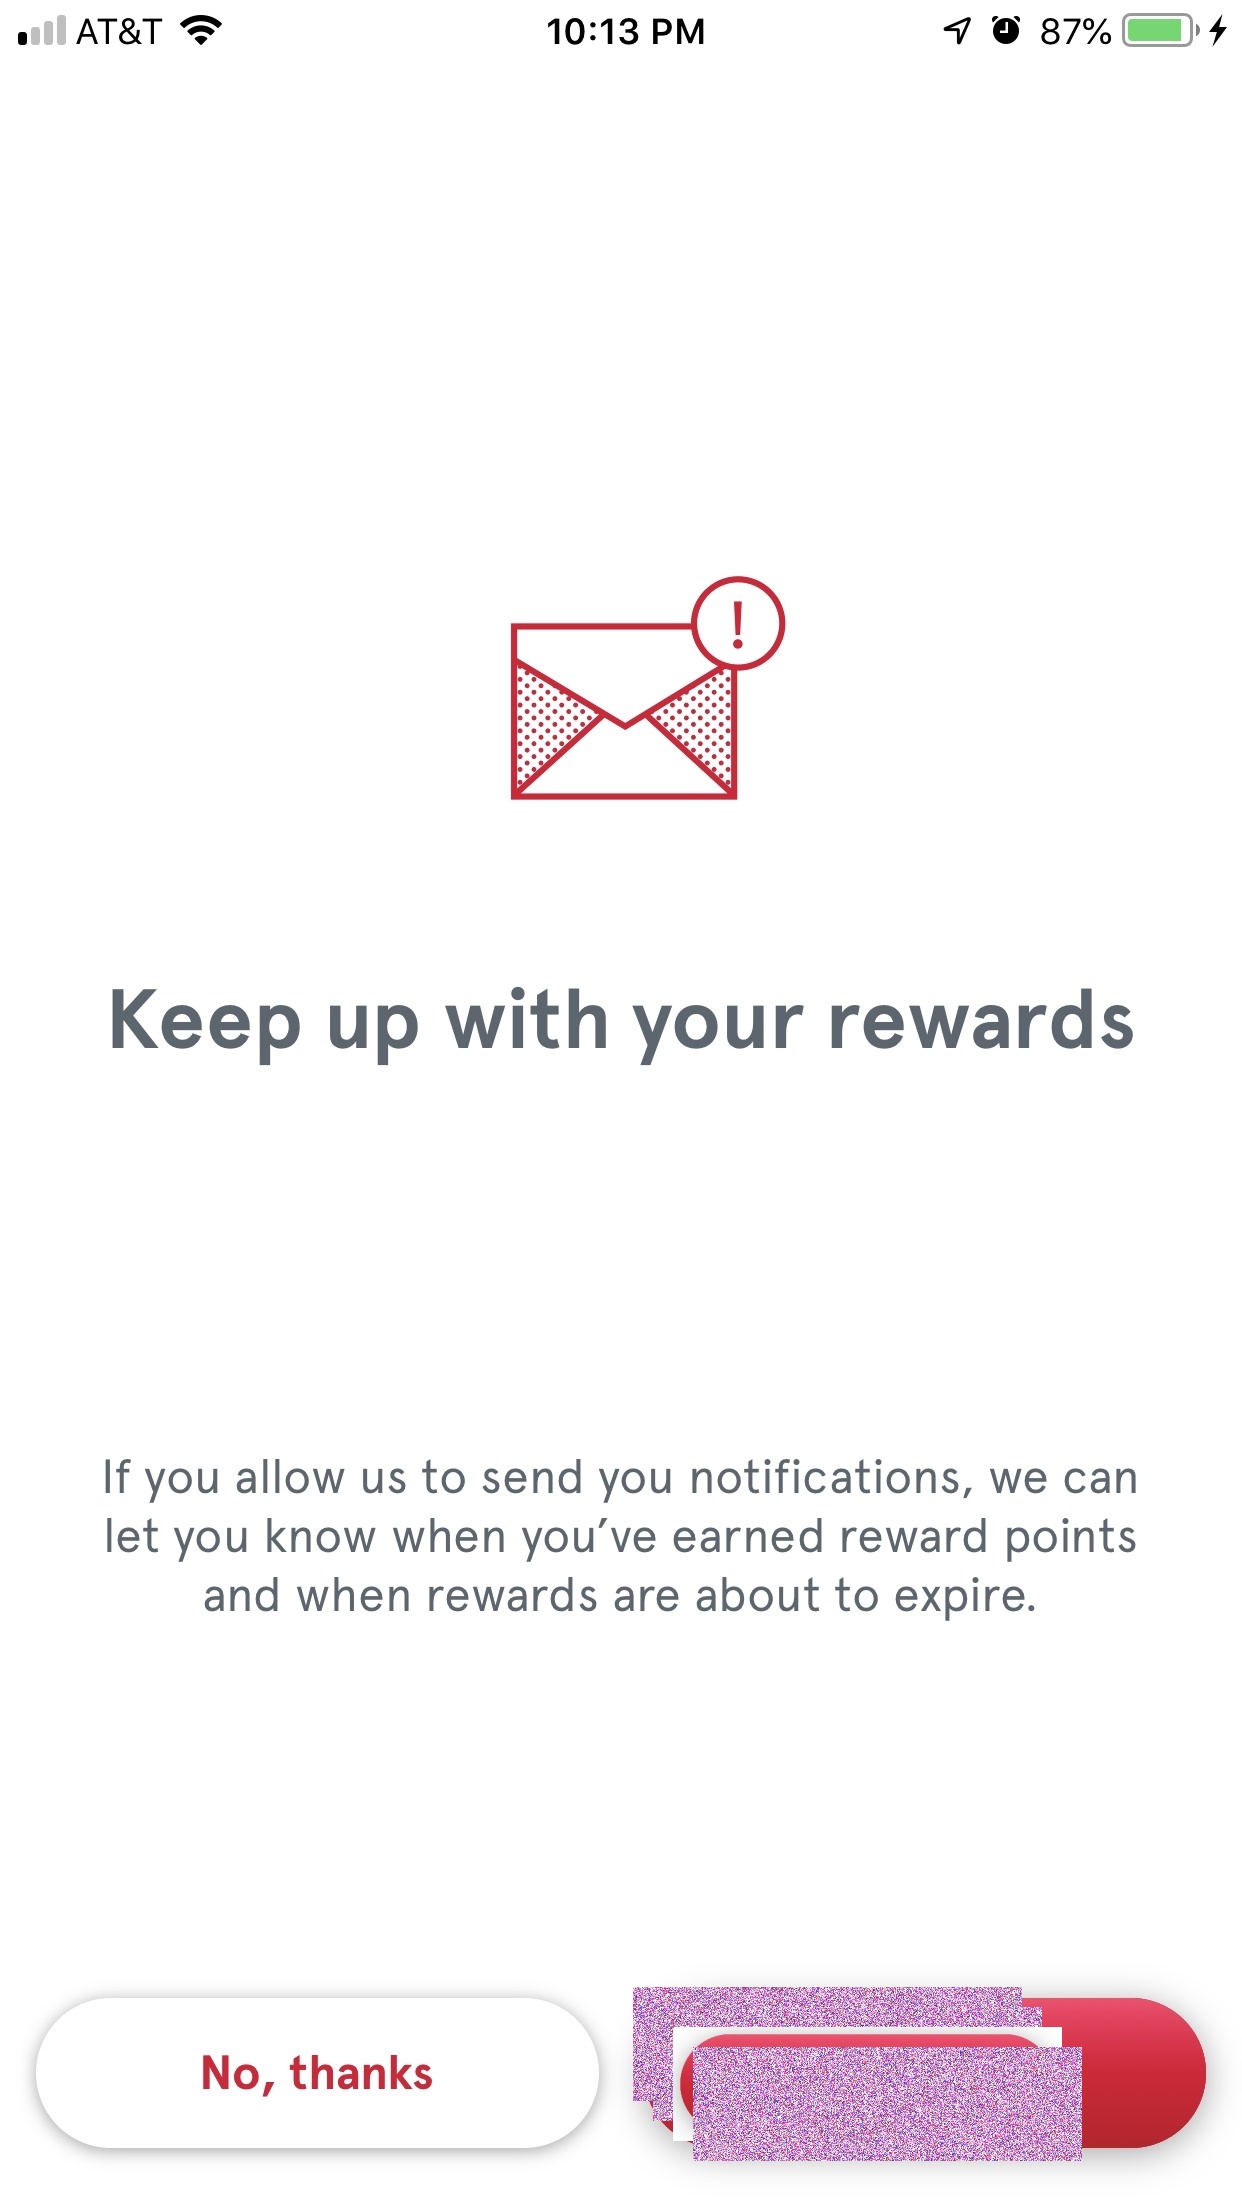 AT&T 10:13 PM 87%
!
Keep up with your rewards
If you allow us to send you notifications, we can
let you know when you’ve earned reward points
and when rewards are about to expire.
No, thanks